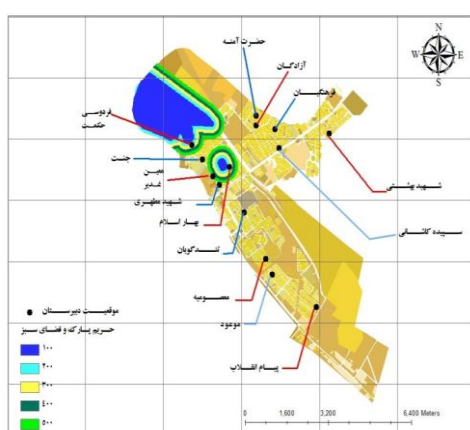 حضرت آمنه
آزادگان
فرهنگیان
N
W E
S
فردوسی
حکمت
جنت
معین
غدیر
شهید مطهری
بهار اسلام
تندگویان
شهید بهشتی
سپیده کاشانی
معصومیه
موعود
پیام انقلاب
موقعیت دبیرستان
حریم پارک و فضای سبز
۱۰۰
۲۰۰
۳۰۰
۴۰۰
۵۰۰
0 1,600 3,200 6,400 Meters